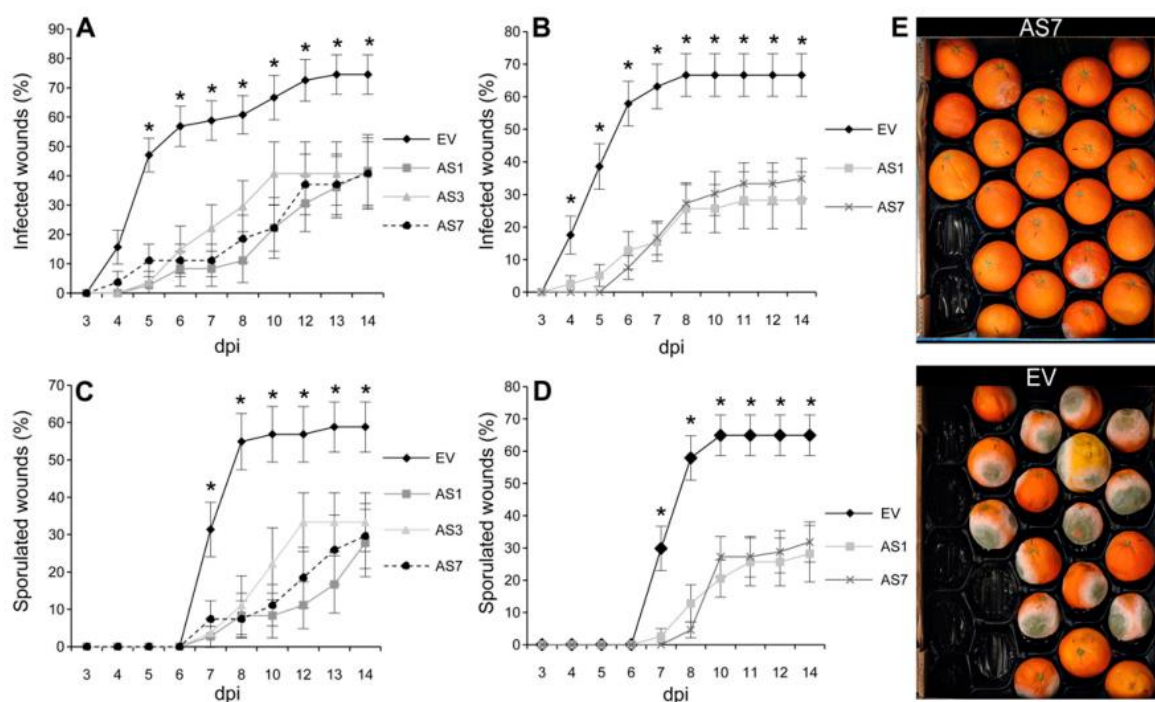 A
Infected wounds (%)
90
80
70
60
50
40
30
20
10
0
* * * * * * * * *
3 4 5 6 7 8 10 12 13 14
dpi
EV
AS1
AS3
AS7
B
Infected wounds (%)
80
70
60
50
40
30
20
10
0
* * * * * * * * *
3 4 5 6 7 8 10 11 12 14
dpi
EV
AS1
AS7
E
AS7
C
Sporulated wounds (%)
70
60
50
40
30
20
10
0
* * * * * *
3 4 5 6 7 8 10 12 13 14
dpi
EV
AS1
AS3
AS7
D
Sporulated wounds (%)
80
70
60
50
40
30
20
10
0
* * * * * *
3 4 5 6 7 8 10 11 12 14
dpi
EV
AS1
AS7
EV